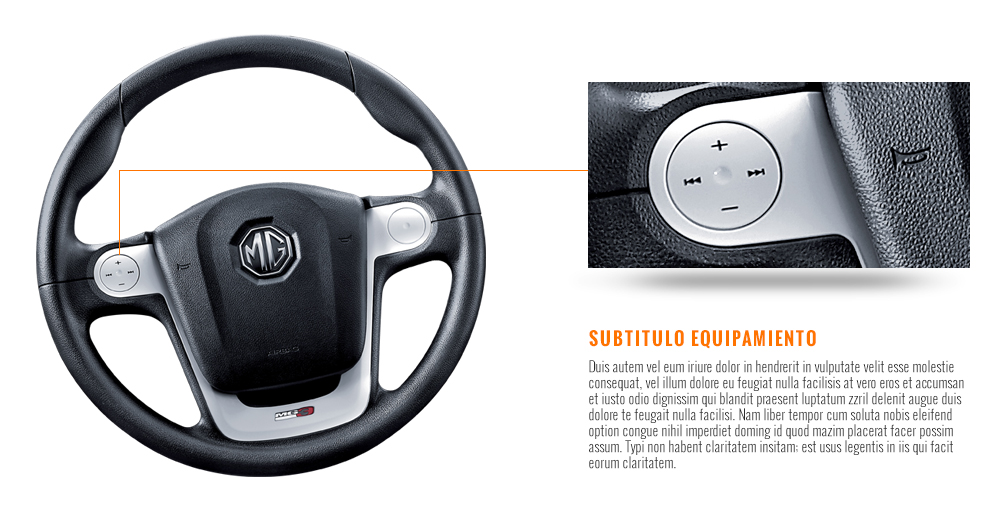 MG
AIRBAG
MG3
SUBTITULO EQUIPAMIENTO
Duis autem vel eum iriure dolor in hendrerit in vulputate velit esse molestie
consequat, vel illum dolore eu feugiat nulla facilisis at vero eros et accumsan
et iusto odio dignissim qui blandit praesent luptatum zzril delenit augue duis
dolore te feugait nulla facilisi. Nam liber tempor cum soluta nobis eleifend
option congue nihil imperdiet doming id quod mazim placerat facer possim
assum. Typi non habent claritatem insitam; est usus legentis in iis qui facit
eorum claritatem.